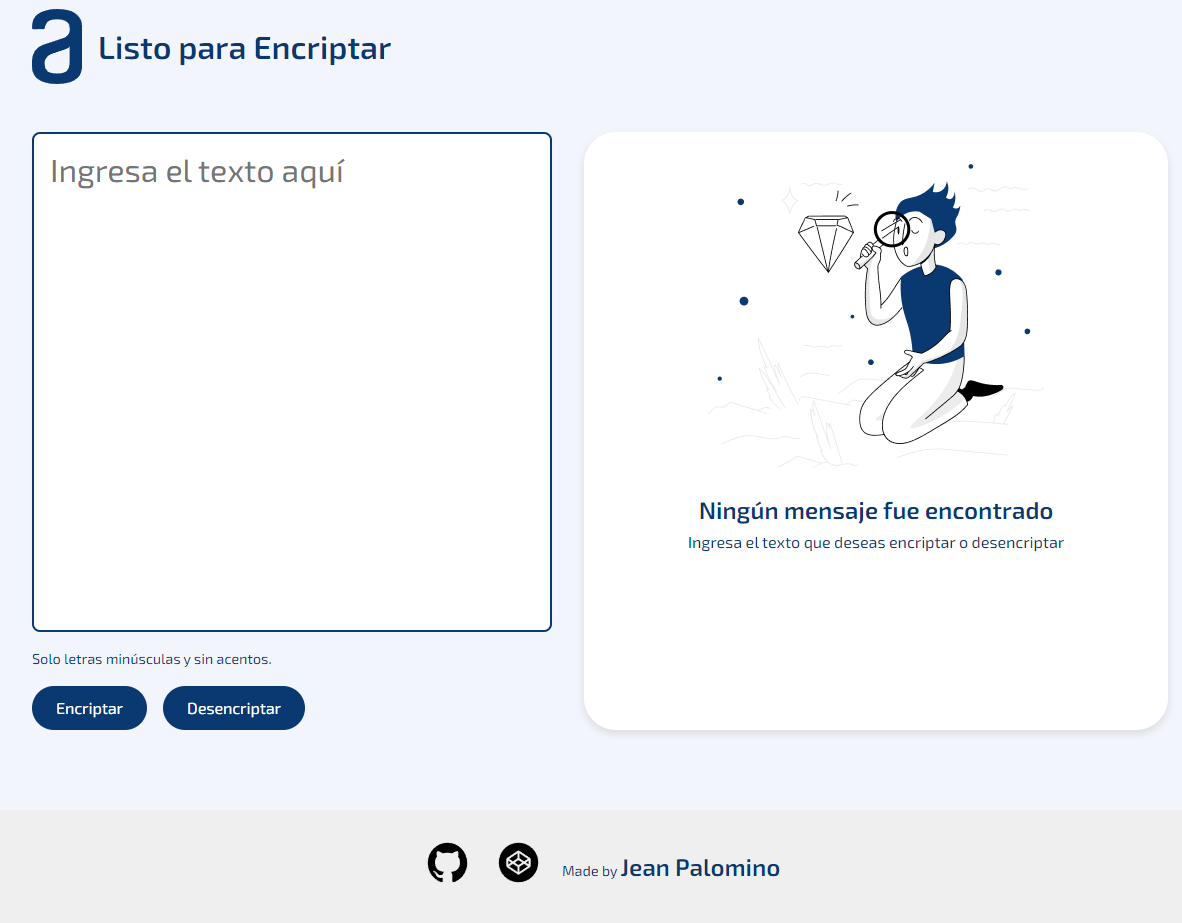 a
Listo para Encriptar
Ingresa el texto aquí
Ningún mensaje fue encontrado
Ingresa el texto que deseas encriptar o desencriptar
Solo letras minúsculas y sin acentos.
Encriptar
Desencriptar
Made by Jean Palomino